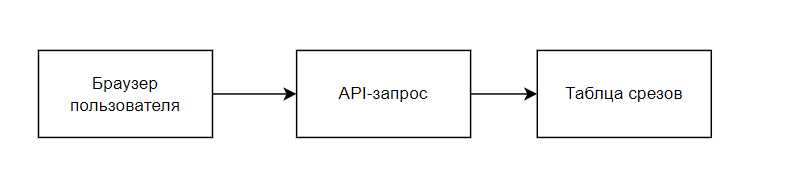 Браузер
пользователя
API-запрос
Таблца срезов